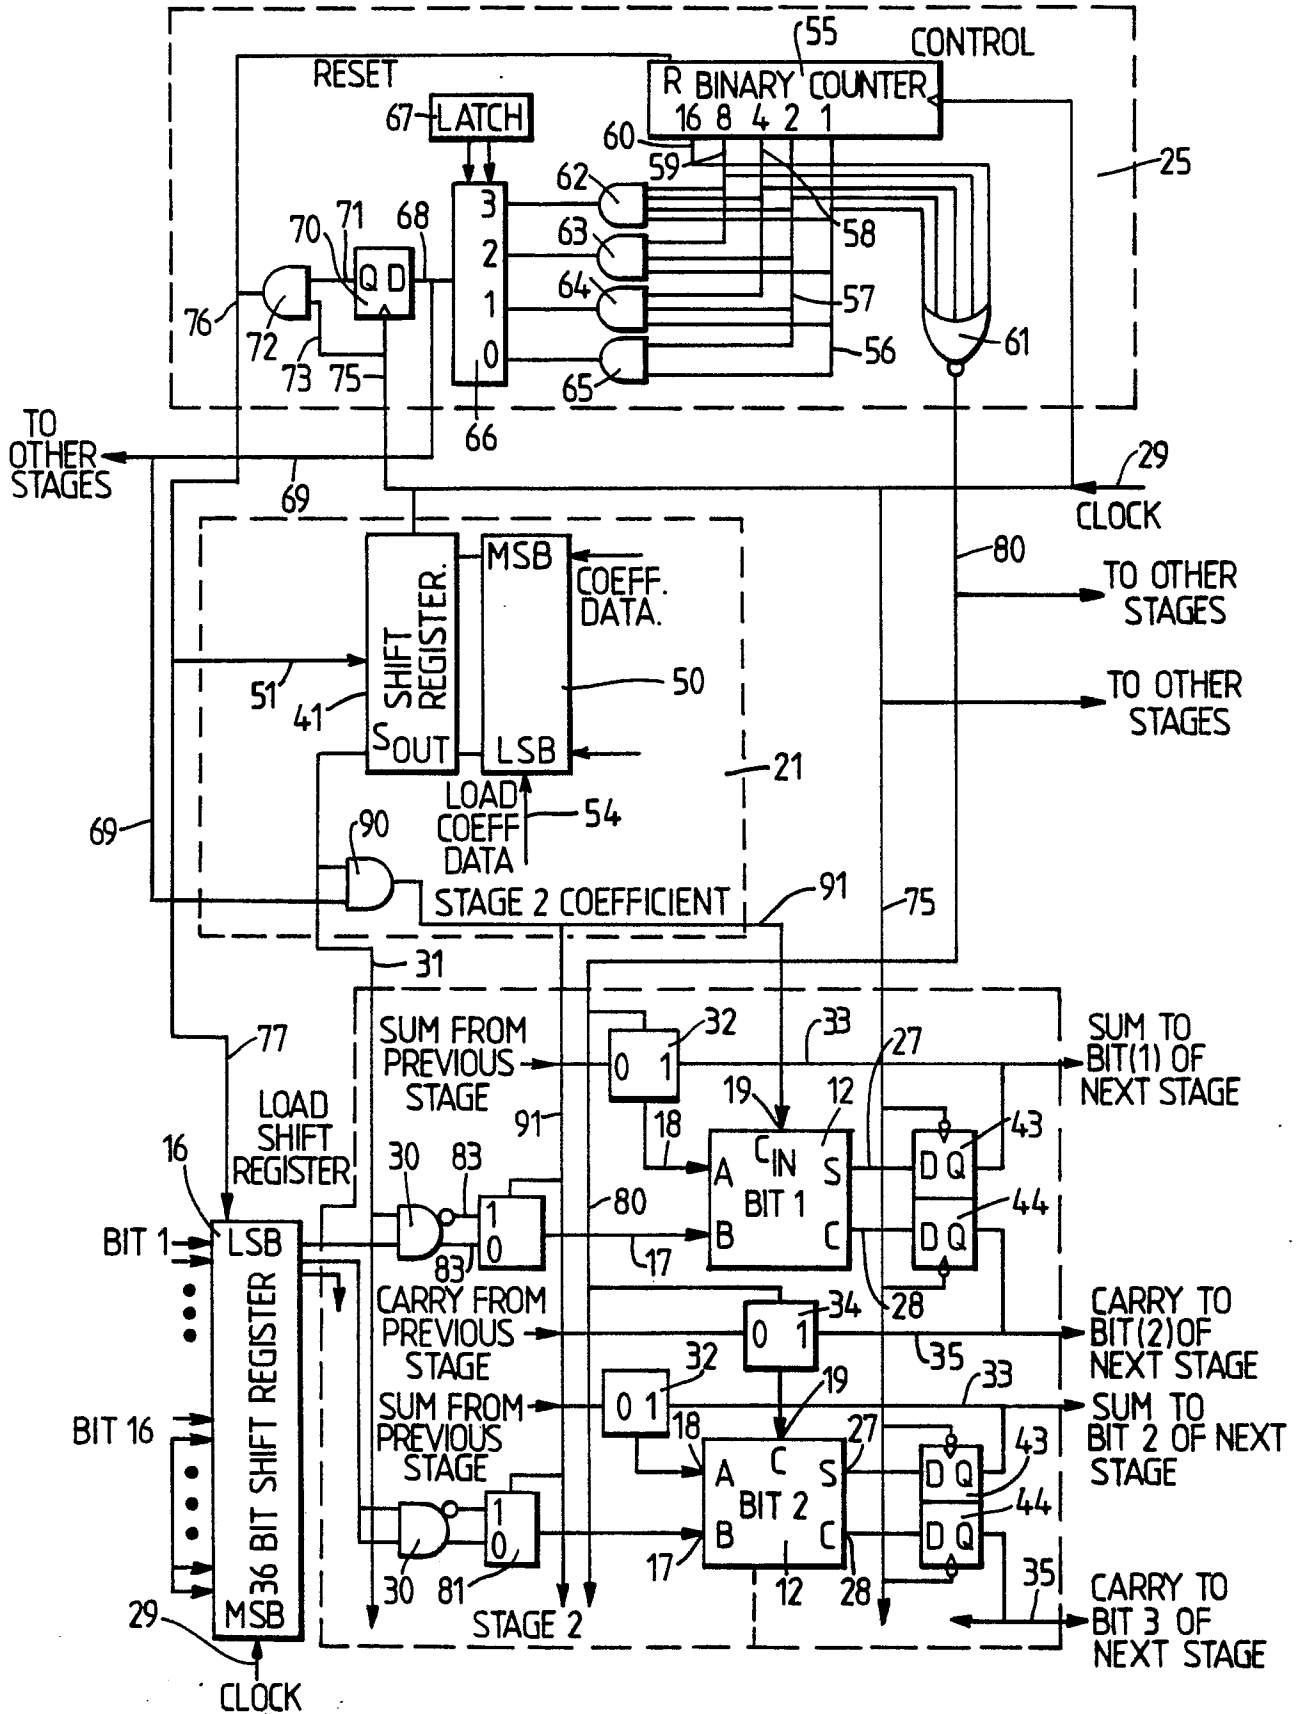 55
CONTROL
RESET
R BINARY COUNTER
16 8 4 2 1
67
LATCH
60
59
25
62
3
58
71
68
70
63
2
Q D
64
1
57
76
72
73
75
0
65
56
61
66
TO
OTHER
STAGES
69
29
CLOCK
80
TO OTHER
STAGES
MSB
COEFF.
DATA.
SHIFT
REGISTER.
51
41
50
TO OTHER
STAGES
SOUT
LSB
21
LOAD
COEFF
DATA
54
69
90
STAGE 2 COEFFICIENT
91
75
31
77
SUM FROM
PREVIOUS
STAGE
32
0 1
33
27
SUM TO
BIT(1) OF
NEXT STAGE
LOAD
SHIFT
REGISTER
91
18
19
12
43
16
30
83
A
CIN
S
D Q
BIT 1
1
0
83
80
17
B
C
D Q
44
28
BIT 1
LSB
36 BIT SHIFT REGISTER
CARRY FROM
PREVIOUS
STAGE
34
0 1
35
CARRY TO
BIT(2) OF
NEXT STAGE
32
0 1
19
33
BIT 16
SUM FROM
PREVIOUS
STAGE
18
27
43
SUM TO
BIT 2 OF NEXT
STAGE
A
C
S
D Q
BIT 2
44
1
0
B
C
D Q
30
81
17
12
28
35
MSB
29
STAGE 2
CARRY TO
BIT 3 OF
NEXT STAGE
CLOCK